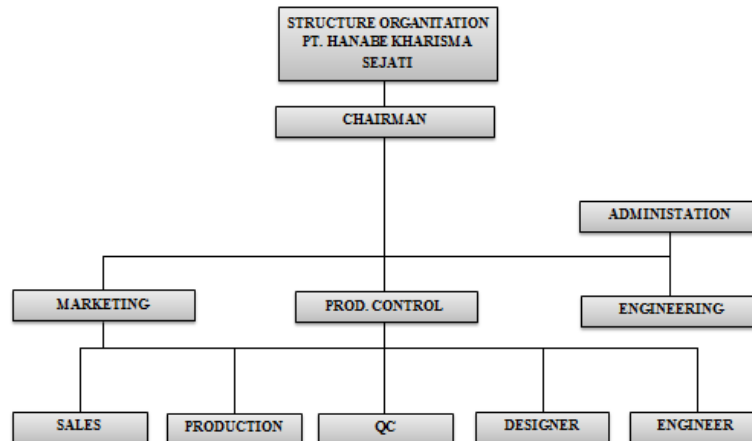 STRUCTURE ORGANITATION
PT. HANABE KHARISMA
SEJATI
CHAIRMAN
ADMINISTATION
MARKETING
PROD. CONTROL
ENGINEERING
SALES
PRODUCTION
QC
DESIGNER
ENGINEER